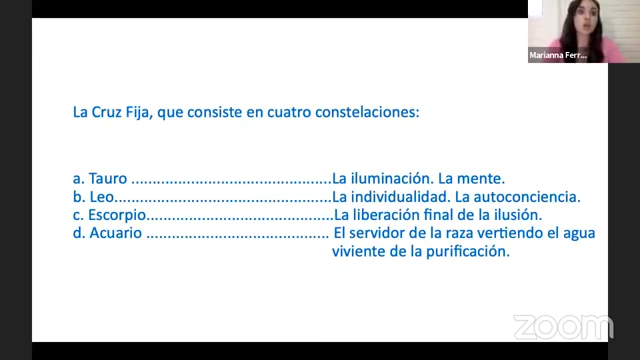 Marianna Ferr...
La Cruz Fija, que consiste en cuatro constelaciones:
a. Tauro ...............................................La iluminación. La mente.
b. Leo...................................................La individualidad. La autoconciencia.
c. Escorpio............................................La liberación final de la ilusión.
d. Acuario ........................................... El servidor de la raza vertiendo el agua
viviente de la purificación.
zoom